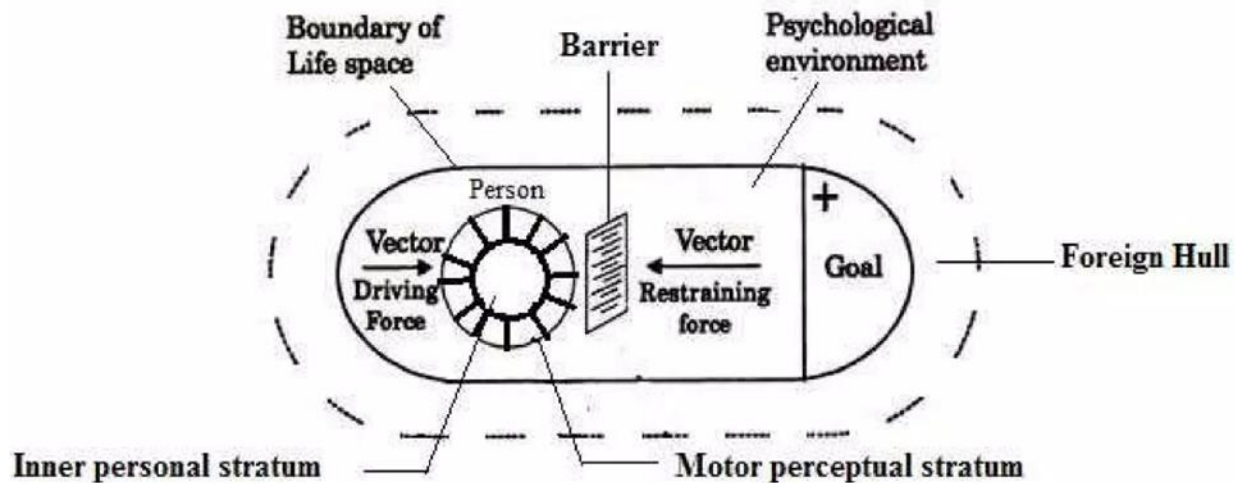 Boundary of
Life space
Barrier
Psychological
environment
Person
Vector
Driving
Force
Vector
Restraining
force
+
Goal
Foreign Hull
Inner personal stratum
Motor perceptual stratum